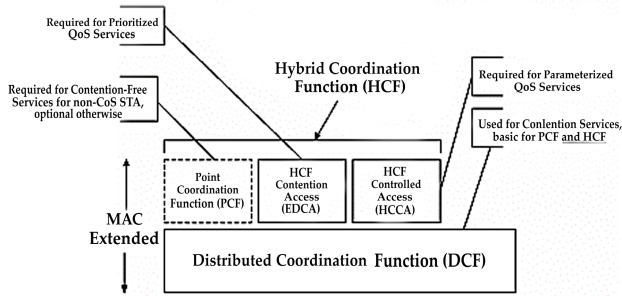 Required for Prioritized
QoS Services
Required for Contention-Free
Services for non-CoS STA,
optional otherwise
Hybrid Coordination
Function (HCF)
Required for Parameterized
QoS Services
Used for Conlention Services,
basic for PCF and HCF
Point
Coordination
Function (PCF)
HCF
Contention
Access
(EDCA)
HCF
Controlled
Access
(HCCA)
MAC
Extended
Distributed Coordination Function (DCF)